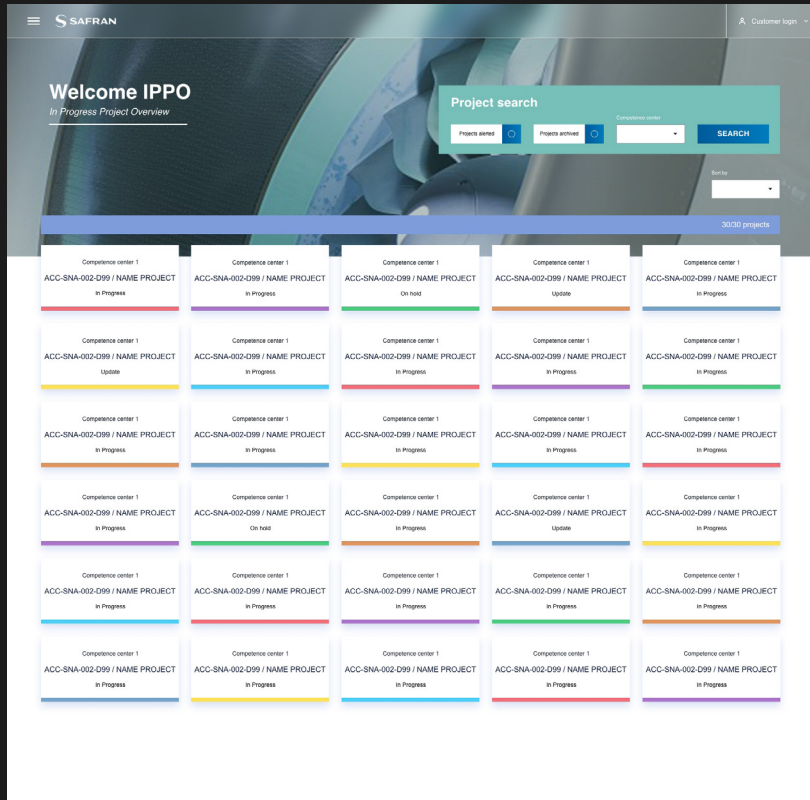 SAFRAN
Customer login
Welcome IPPO
In Progress Project Overview
Project search
Competence center
Projects alerted
Projects archived
SEARCH
Sort by
30/30 projects
Competence center 1
ACC-SNA-002-D99 / NAME PROJECT
In Progress
Competence center 1
ACC-SNA-002-D99 / NAME PROJECT
In Progress
Competence center 1
ACC-SNA-002-D99 / NAME PROJECT
On hold
Competence center 1
ACC-SNA-002-D99 / NAME PROJECT
Update
Competence center 1
ACC-SNA-002-D99 / NAME PROJECT
In Progress
Competence center 1
ACC-SNA-002-D99 / NAME PROJECT
Update
Competence center 1
ACC-SNA-002-D99 / NAME PROJECT
In Progress
Competence center 1
ACC-SNA-002-D99 / NAME PROJECT
In Progress
Competence center 1
ACC-SNA-002-D99 / NAME PROJECT
In Progress
Competence center 1
ACC-SNA-002-D99 / NAME PROJECT
In Progress
Competence center 1
ACC-SNA-002-D99 / NAME PROJECT
In Progress
Competence center 1
ACC-SNA-002-D99 / NAME PROJECT
In Progress
Competence center 1
ACC-SNA-002-D99 / NAME PROJECT
In Progress
Competence center 1
ACC-SNA-002-D99 / NAME PROJECT
In Progress
Competence center 1
ACC-SNA-002-D99 / NAME PROJECT
In Progress
Competence center 1
ACC-SNA-002-D99 / NAME PROJECT
In Progress
Competence center 1
ACC-SNA-002-D99 / NAME PROJECT
On hold
Competence center 1
ACC-SNA-002-D99 / NAME PROJECT
In Progress
Competence center 1
ACC-SNA-002-D99 / NAME PROJECT
Update
Competence center 1
ACC-SNA-002-D99 / NAME PROJECT
In Progress
Competence center 1
ACC-SNA-002-D99 / NAME PROJECT
In Progress
Competence center 1
ACC-SNA-002-D99 / NAME PROJECT
In Progress
Competence center 1
ACC-SNA-002-D99 / NAME PROJECT
In Progress
Competence center 1
ACC-SNA-002-D99 / NAME PROJECT
In Progress
Competence center 1
ACC-SNA-002-D99 / NAME PROJECT
In Progress
Competence center 1
ACC-SNA-002-D99 / NAME PROJECT
In Progress
Competence center 1
ACC-SNA-002-D99 / NAME PROJECT
In Progress
Competence center 1
ACC-SNA-002-D99 / NAME PROJECT
In Progress
Competence center 1
ACC-SNA-002-D99 / NAME PROJECT
In Progress
Competence center 1
ACC-SNA-002-D99 / NAME PROJECT
In Progress